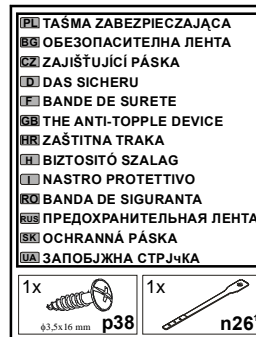 PL TAŚMA ZABEZPIECZAJĄCA
BG ОБЕЗОПАСИТЕЛНА ЛЕНТА
CZ ZAJIŠŤUJÍCÍ PÁSKA
D DAS SICHERU
F BANDE DE SURETE
GB THE ANTI-TOPPLE DEVICE
HR ZAŠTITNA TRAKA
H BIZTOSITÓ SZALAG
I NASTRO PROTETTIVO
RO BANDA DE SIGURANTA
RUS ПРЕДОХРАНИТЕЛЬНАЯ ЛЕНТА
SK OCHRANNÁ PÁSKA
UA ЗАПОБJЖНА СТРJчКА
1x 1x
ϕ3,5x16 mm p38 n26